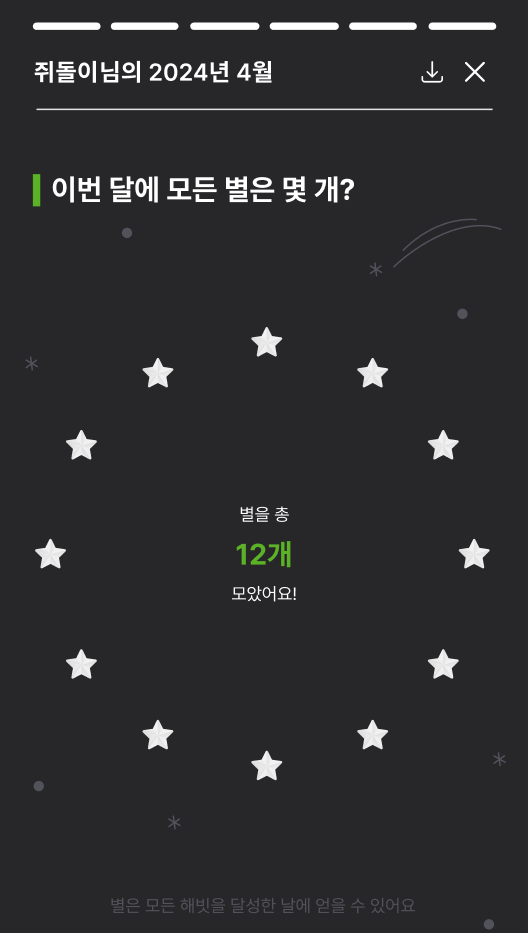 쥐돌이님의 2024년 4월
이번 달에 모든 별은 몇 개?
별을 총
12개
모았어요!
별은 모든 해빗을 달성한 날에 얻을 수 있어요